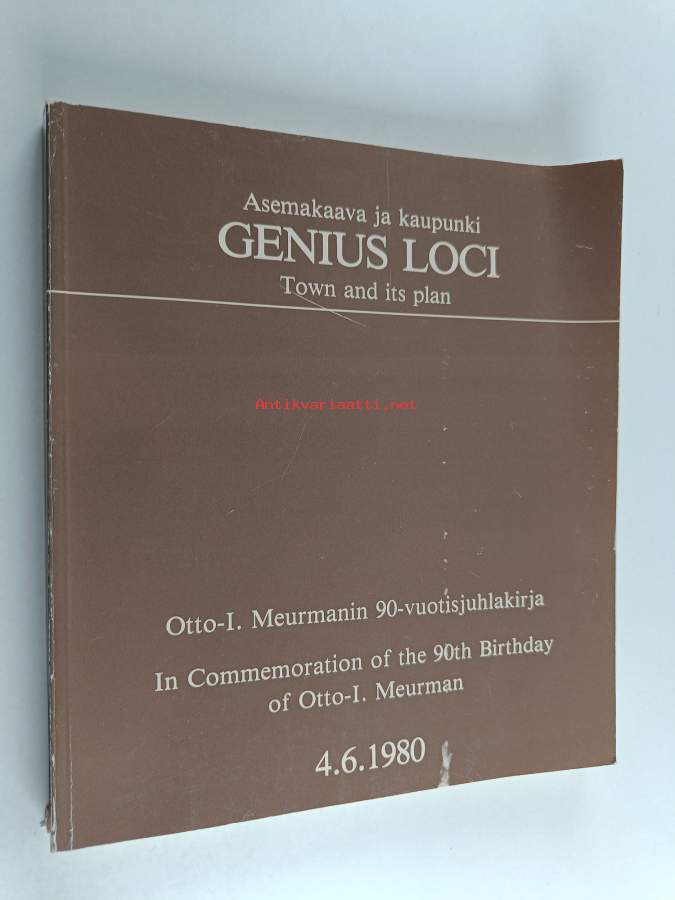 Asemakaava ja kaupunki
GENIUS LOCI
Town and its plan
Antikvariaatti.net
Otto-I. Meurmanin 90-vuotisjuhlakirja
In Commemoration of the 90th Birthday
of Otto-I. Meurman
4.6.1980